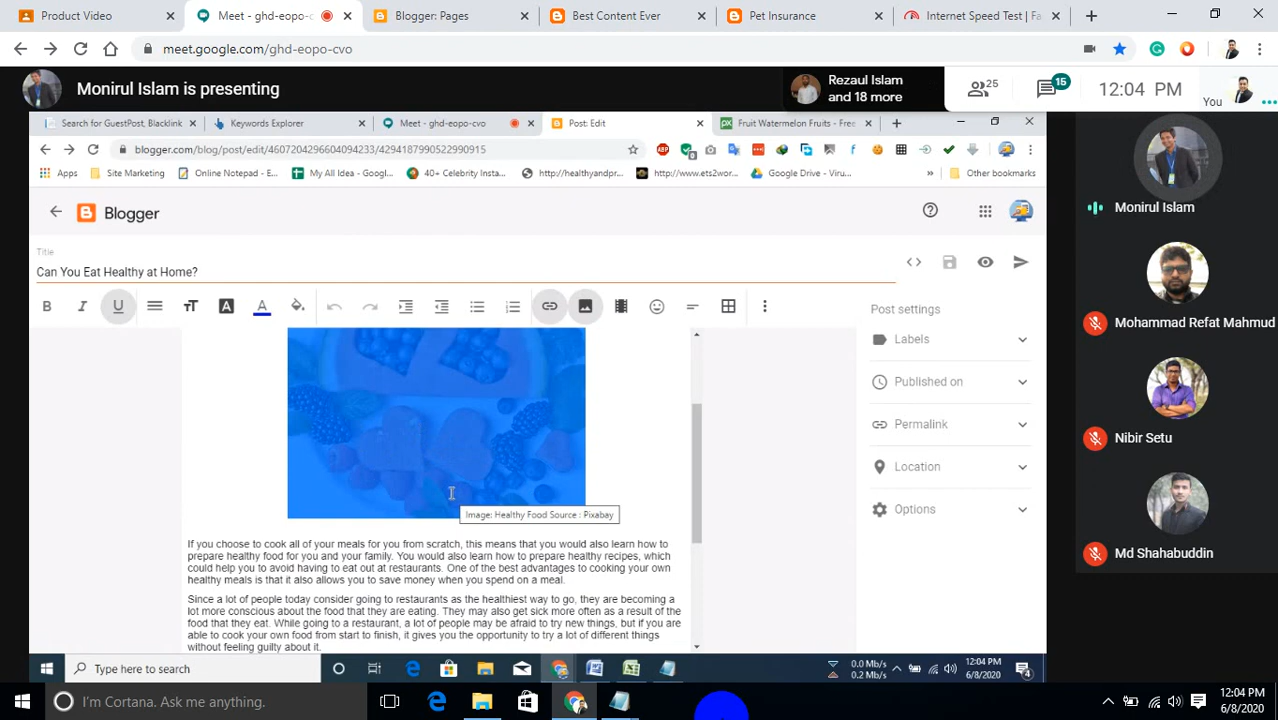 Product Video
Meet - ghd-eopo-c
Blogger: Pages
Best Content Ever
Pet Insurance
Internet Speed Test | Fa
meet.google.com/ghd-eopo-cvo
Monirul Islam is presenting
Rezaul Islam
and 18 more
25
15
12:04 PM
You
Search for GuestPost, Blacklink
Keywords Explorer
Meet - ghd-eopo-cvo
Post: Edit
Fruit Watermelon Fruits - Free
blogger.com/blog/post/edit/4607204296604094233/4294187990522990915
Apps
Site Marketing
Online Notepad - E...
My All Idea - Googl...
40+ Celebrity Insta...
http://healthyandpr...
http://www.ets2wor...
Google Drive - Viru...
Other bookmarks
Blogger
Title
Can You Eat Healthy at Home?
Post settings
Labels
Published on
Permalink
Location
Options
Image: Healthy Food Source : Pixabay
If you choose to cook all of your meals for you from scratch, this means that you would also learn how to
prepare healthy food for you and your family. You would also learn how to prepare healthy recipes, which
could help you to avoid having to eat out at restaurants. One of the best advantages to cooking your own
healthy meals is that it also allows you to save money when you spend on a meal.
Since a lot of people today consider going to restaurants as the healthiest way to go, they are becoming a
lot more conscious about the food that they are eating. They may also get sick more often as a result of the
food that they eat. While going to a restaurant, a lot of people may be afraid to try new things, but if you are
able to cook your own food from start to finish, it gives you the opportunity to try a lot of different things
without feeling guilty about it.
Monirul Islam
Mohammad Refat Mahmud
Nibir Setu
Md Shahabuddin
Type here to search
0.0 Mb/s
0.2 Mb/s
12:04 PM
6/8/2020
4
I'm Cortana. Ask me anything.
12:04 PM
6/8/2020